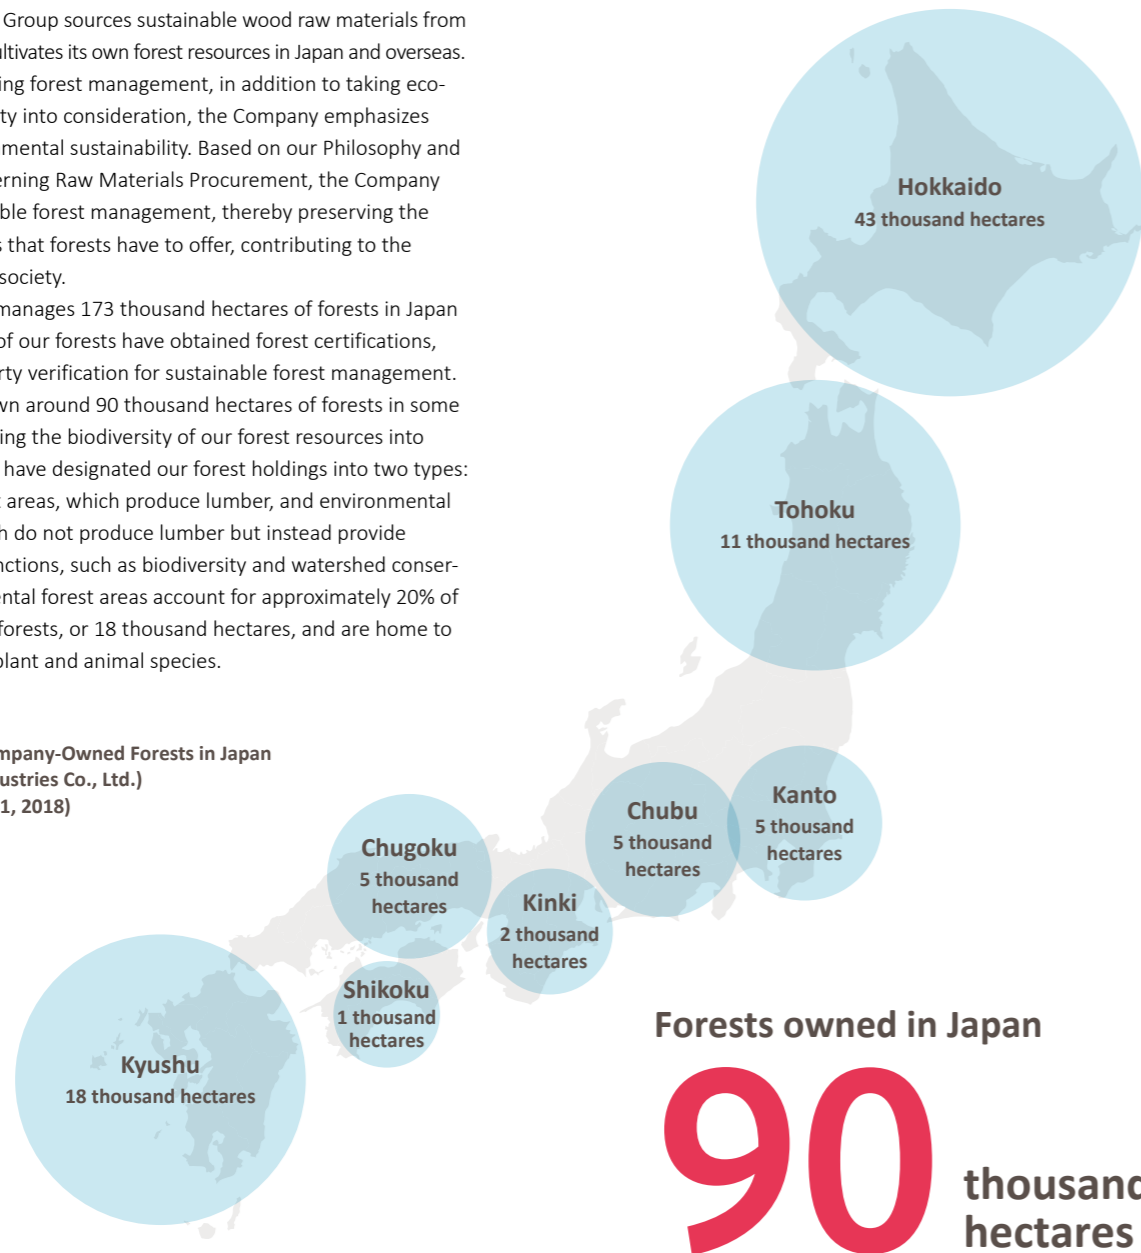 Group sources sustainable wood raw materials from
ultivates its own forest resources in Japan and overseas.
ing forest management, in addition to taking eco-
ty into consideration, the Company emphasizes
mental sustainability. Based on our Philosophy and
erning Raw Materials Procurement, the Company
ble forest management, thereby preserving the
s that forests have to offer, contributing to the
society.
manages 173 thousand hectares of forests in Japan
of our forests have obtained forest certifications,
rty verification for sustainable forest management.
wn around 90 thousand hectares of forests in some
ing the biodiversity of our forest resources into
have designated our forest holdings into two types:
t areas, which produce lumber, and environmental
h do not produce lumber but instead provide
nctions, such as biodiversity and watershed conser-
ental forest areas account for approximately 20% of
forests, or 18 thousand hectares, and are home to
plant and animal species.
mpany-Owned Forests in Japan
ustries Co., Ltd.)
1, 2018)
Hokkaido
43 thousand hectares
Tohoku
11 thousand hectares
Kanto
5 thousand
hectares
Chubu
5 thousand
hectares
Chugoku
5 thousand
hectares
Kinki
2 thousand
hectares
Shikoku
1 thousand
hectares
Kyushu
18 thousand hectares
Forests owned in Japan
90
thousand
hectares